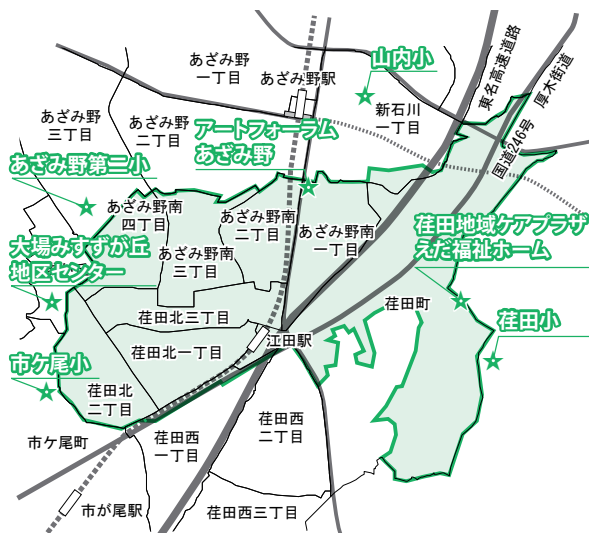 山内小
あざみ野
一丁目
あざみ野駅
東名高速道路
厚木街道
新石川
一丁目
あざみ野
三丁目
あざみ野
二丁目
アートフォーラム
あざみ野
国道246号
あざみ野第二小
あざみ野南
四丁目
あざみ野南
二丁目
あざみ野南
一丁目
荏田地域ケアプラザ
えだ福祉ホーム
大場みすずが丘
地区センター
あざみ野南
三丁目
荏田町
荏田北三丁目
荏田小
江田駅
荏田北一丁目
市ケ尾小
荏田北
二丁目
荏田西
二丁目
市ケ尾町
荏田西
一丁目
市が尾駅
荏田西三丁目